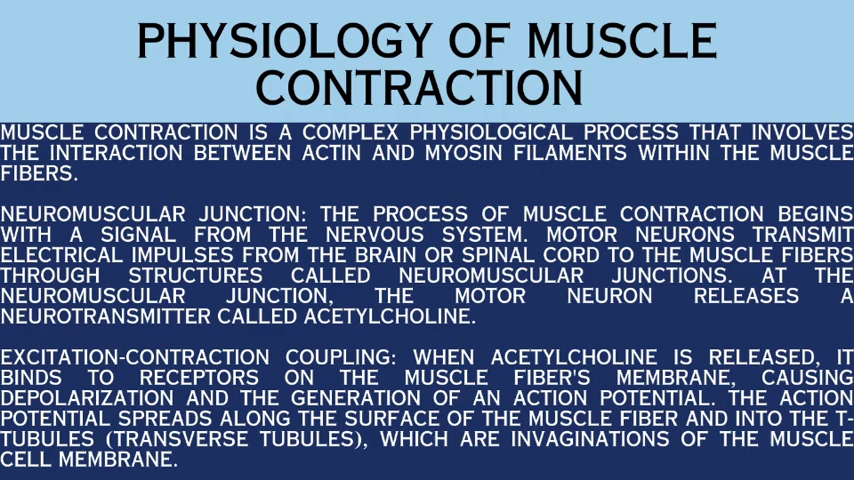 PHYSIOLOGY OF MUSCLE
CONTRACTION
MUSCLE CONTRACTION IS A COMPLEX PHYSIOLOGICAL PROCESS THAT INVOLVES
THE INTERACTION BETWEEN ACTIN AND MYOSIN FILAMENTS WITHIN THE MUSCLE
FIBERS.
NEUROMUSCULAR JUNCTION: THE PROCESS OF MUSCLE CONTRACTION BEGINS
WITH A SIGNAL FROM THE NERVOUS SYSTEM. MOTOR NEURONS TRANSMIT
ELECTRICAL IMPULSES FROM THE BRAIN OR SPINAL CORD TO THE MUSCLE FIBERS
THROUGH STRUCTURES CALLED NEUROMUSCULAR JUNCTIONS. AT THE
NEUROMUSCULAR JUNCTION, THE MOTOR NEURON RELEASES A
NEUROTRANSMITTER CALLED ACETYLCHOLINE.
EXCITATION-CONTRACTION COUPLING: WHEN ACETYLCHOLINE IS RELEASED, IT
BINDS TO RECEPTORS ON THE MUSCLE FIBER'S MEMBRANE, CAUSING
DEPOLARIZATION AND THE GENERATION OF AN ACTION POTENTIAL. THE ACTION
POTENTIAL SPREADS ALONG THE SURFACE OF THE MUSCLE FIBER AND INTO THE T-
TUBULES (TRANSVERSE TUBULES), WHICH ARE INVAGINATIONS OF THE MUSCLE
CELL MEMBRANE.